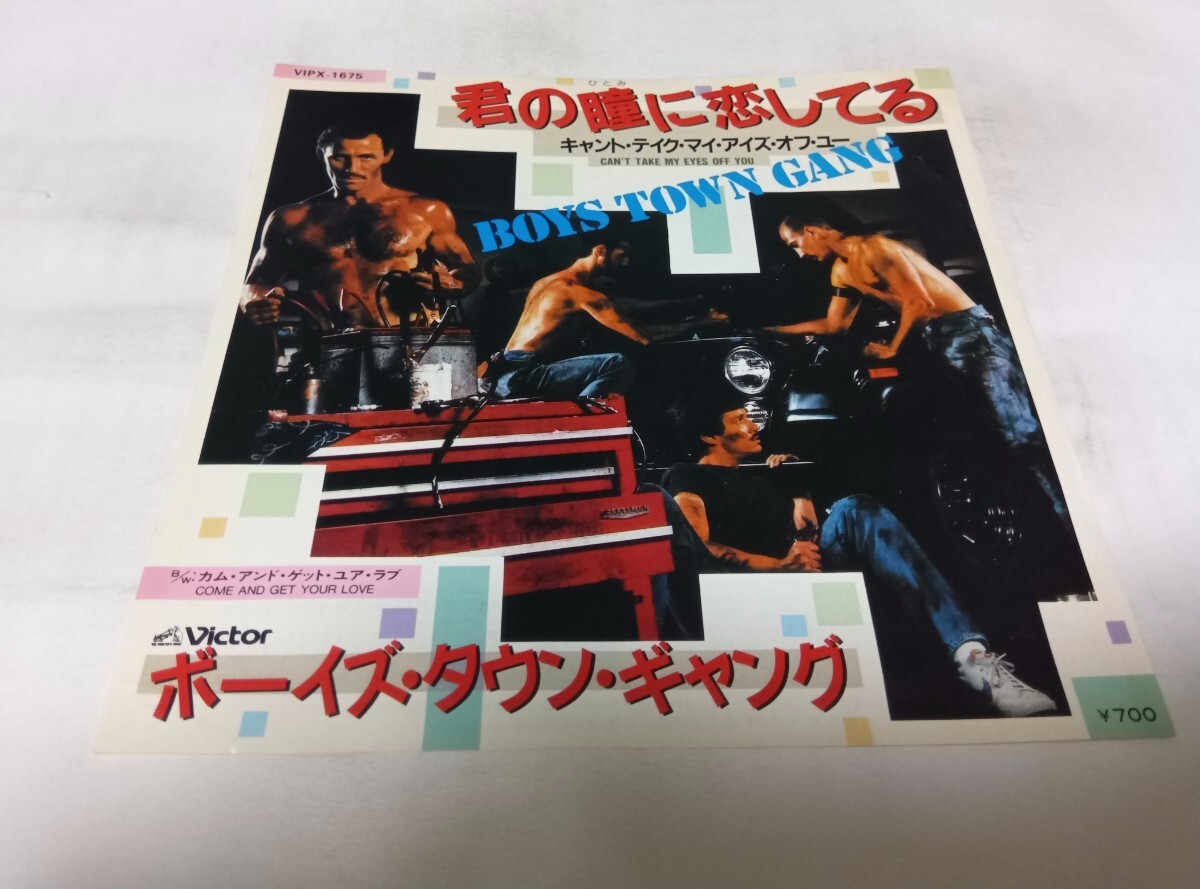 VIPX-1675
ひとみ
君の瞳に恋してる
キャント・テイク・マイ・アイズ・オフ・ユー
CAN'T TAKE MY EYES OFF YOU
BOYS TOWN GANG
B/W: カム・アンド・ゲット・ユア・ラブ
COME AND GET YOUR LOVE
Victor
ボーイズ・タウン・ギャング
¥700